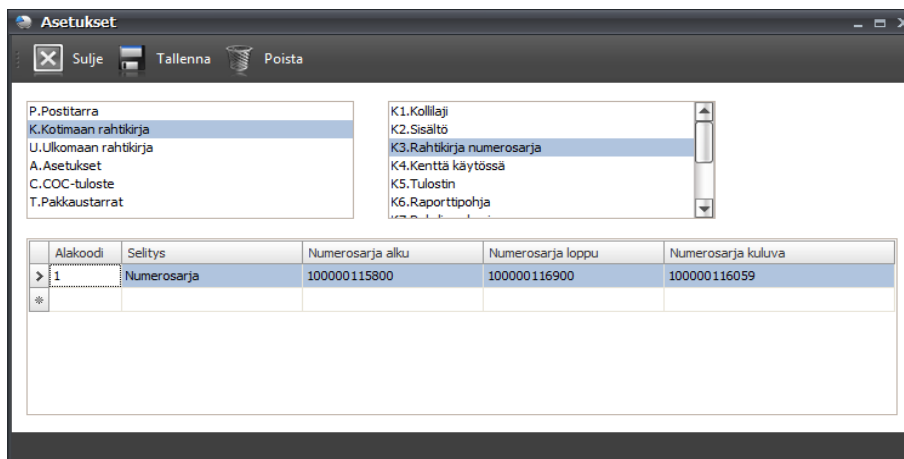 Asetukset
Sulje Tallenna Poista
P.Postitarra
K.Kotimaan rahtikirja
U.Ulkomaan rahtikirja
A.Asetukset
C.COC-tuloste
T.Pakkaustarrat
K1.Kollilaji
K2.Sisältö
K3.Rahtikirja numerosarja
K4.Kenttä käytössä
K5.Tulostin
K6.Raporttipohja
Alakoodi Selitys Numerosarja alku Numerosarja loppu Numerosarja kuluva
1 Numerosarja 100000115800 100000116900 100000116059